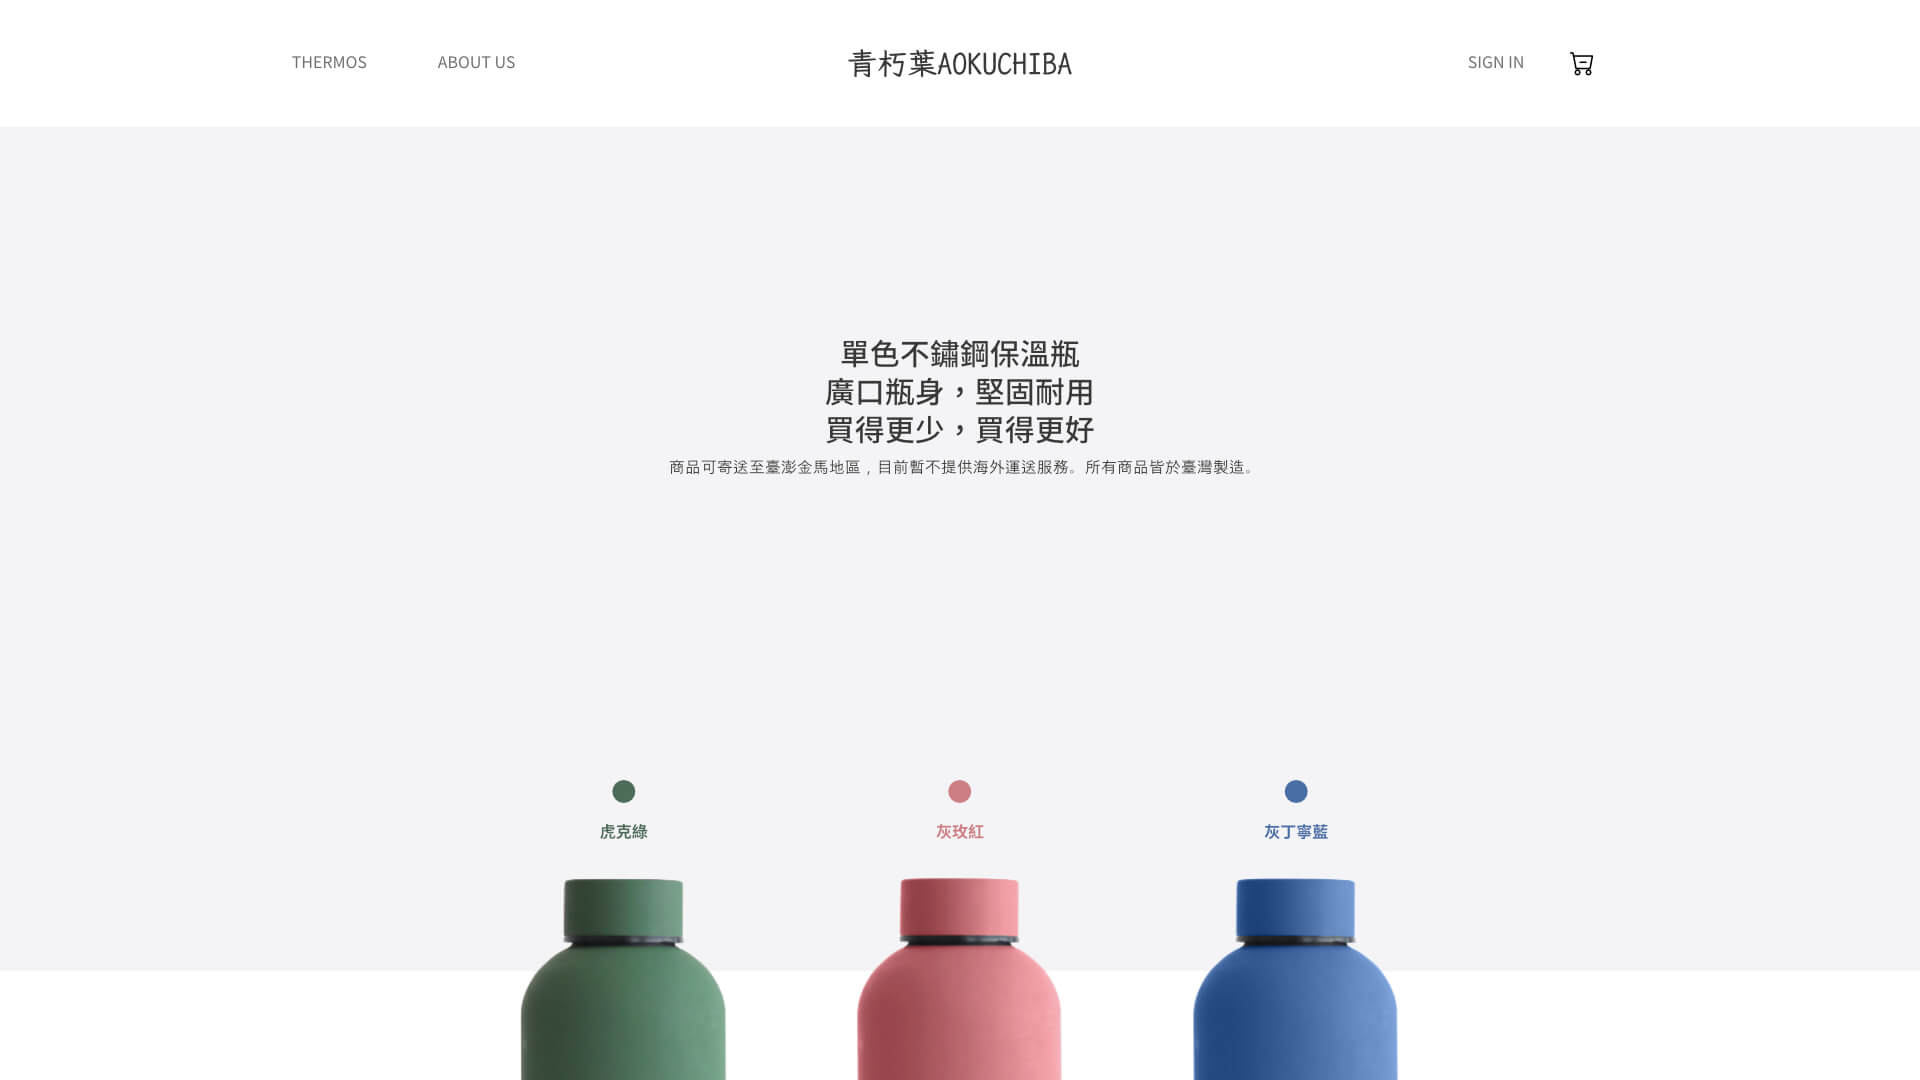 THERMOS
ABOUT US
青朽葉AOKUCHIBA
SIGN IN
單色不鏽鋼保溫瓶
廣口瓶身，堅固耐用
買得更少，買得更好
商品可寄送至臺澎金馬地區，目前暫不提供海外運送服務。所有商品皆於臺灣製造。
虎克綠
灰玫紅
灰丁寧藍